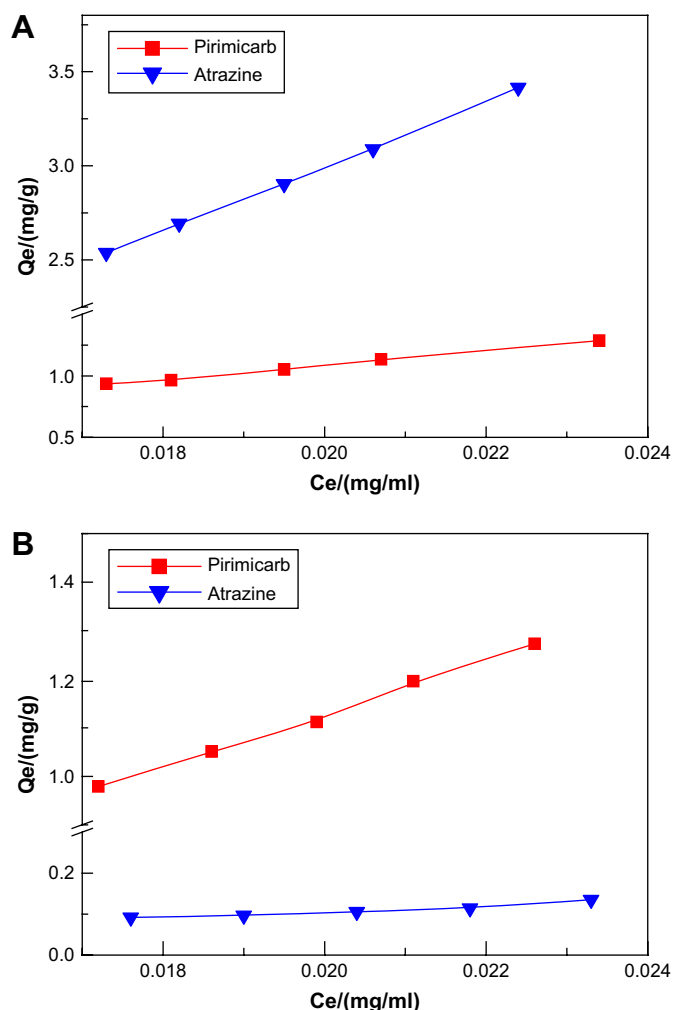 A
Pirimicarb
Atrazine
3.5
3.0
2.5
1.0
0.5
Qe/(mg/g)
0.018
0.020
0.022
0.024
Ce/(mg/ml)
B
Pirimicarb
Atrazine
1.4
1.2
1.0
0.2
0.0
Qe/(mg/g)
0.018
0.020
0.022
0.024
Ce/(mg/ml)